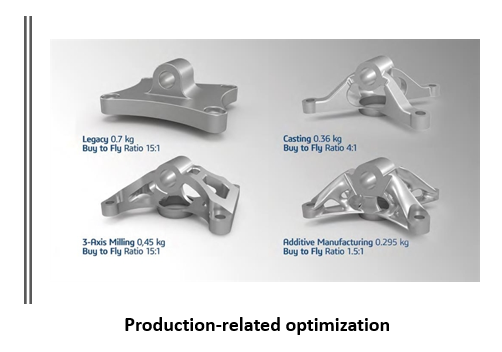 Legacy 0.7 kg
Buy to Fly Ratio 15:1
Casting 0.36 kg
Buy to Fly Ratio 4:1
3-Axis Milling 0,45 kg
Buy to Fly Ratio 15:1
Additive Manufacturing 0.295 kg
Buy to Fly Ratio 1.5:1
Production-related optimization